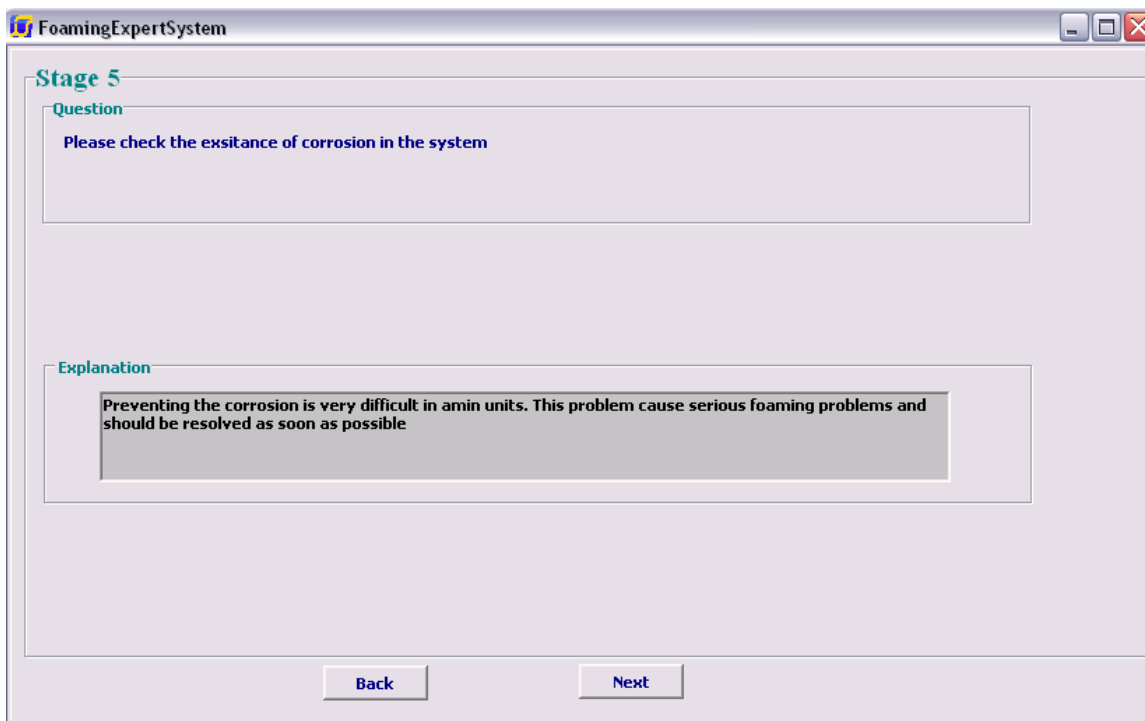 FoamingExpertSystem
Stage 5
Question
Please check the exsitance of corrosion in the system
Explanation
Preventing the corrosion is very difficult in amin units. This problem cause serious foaming problems and
should be resolved as soon as possible
Back
Next